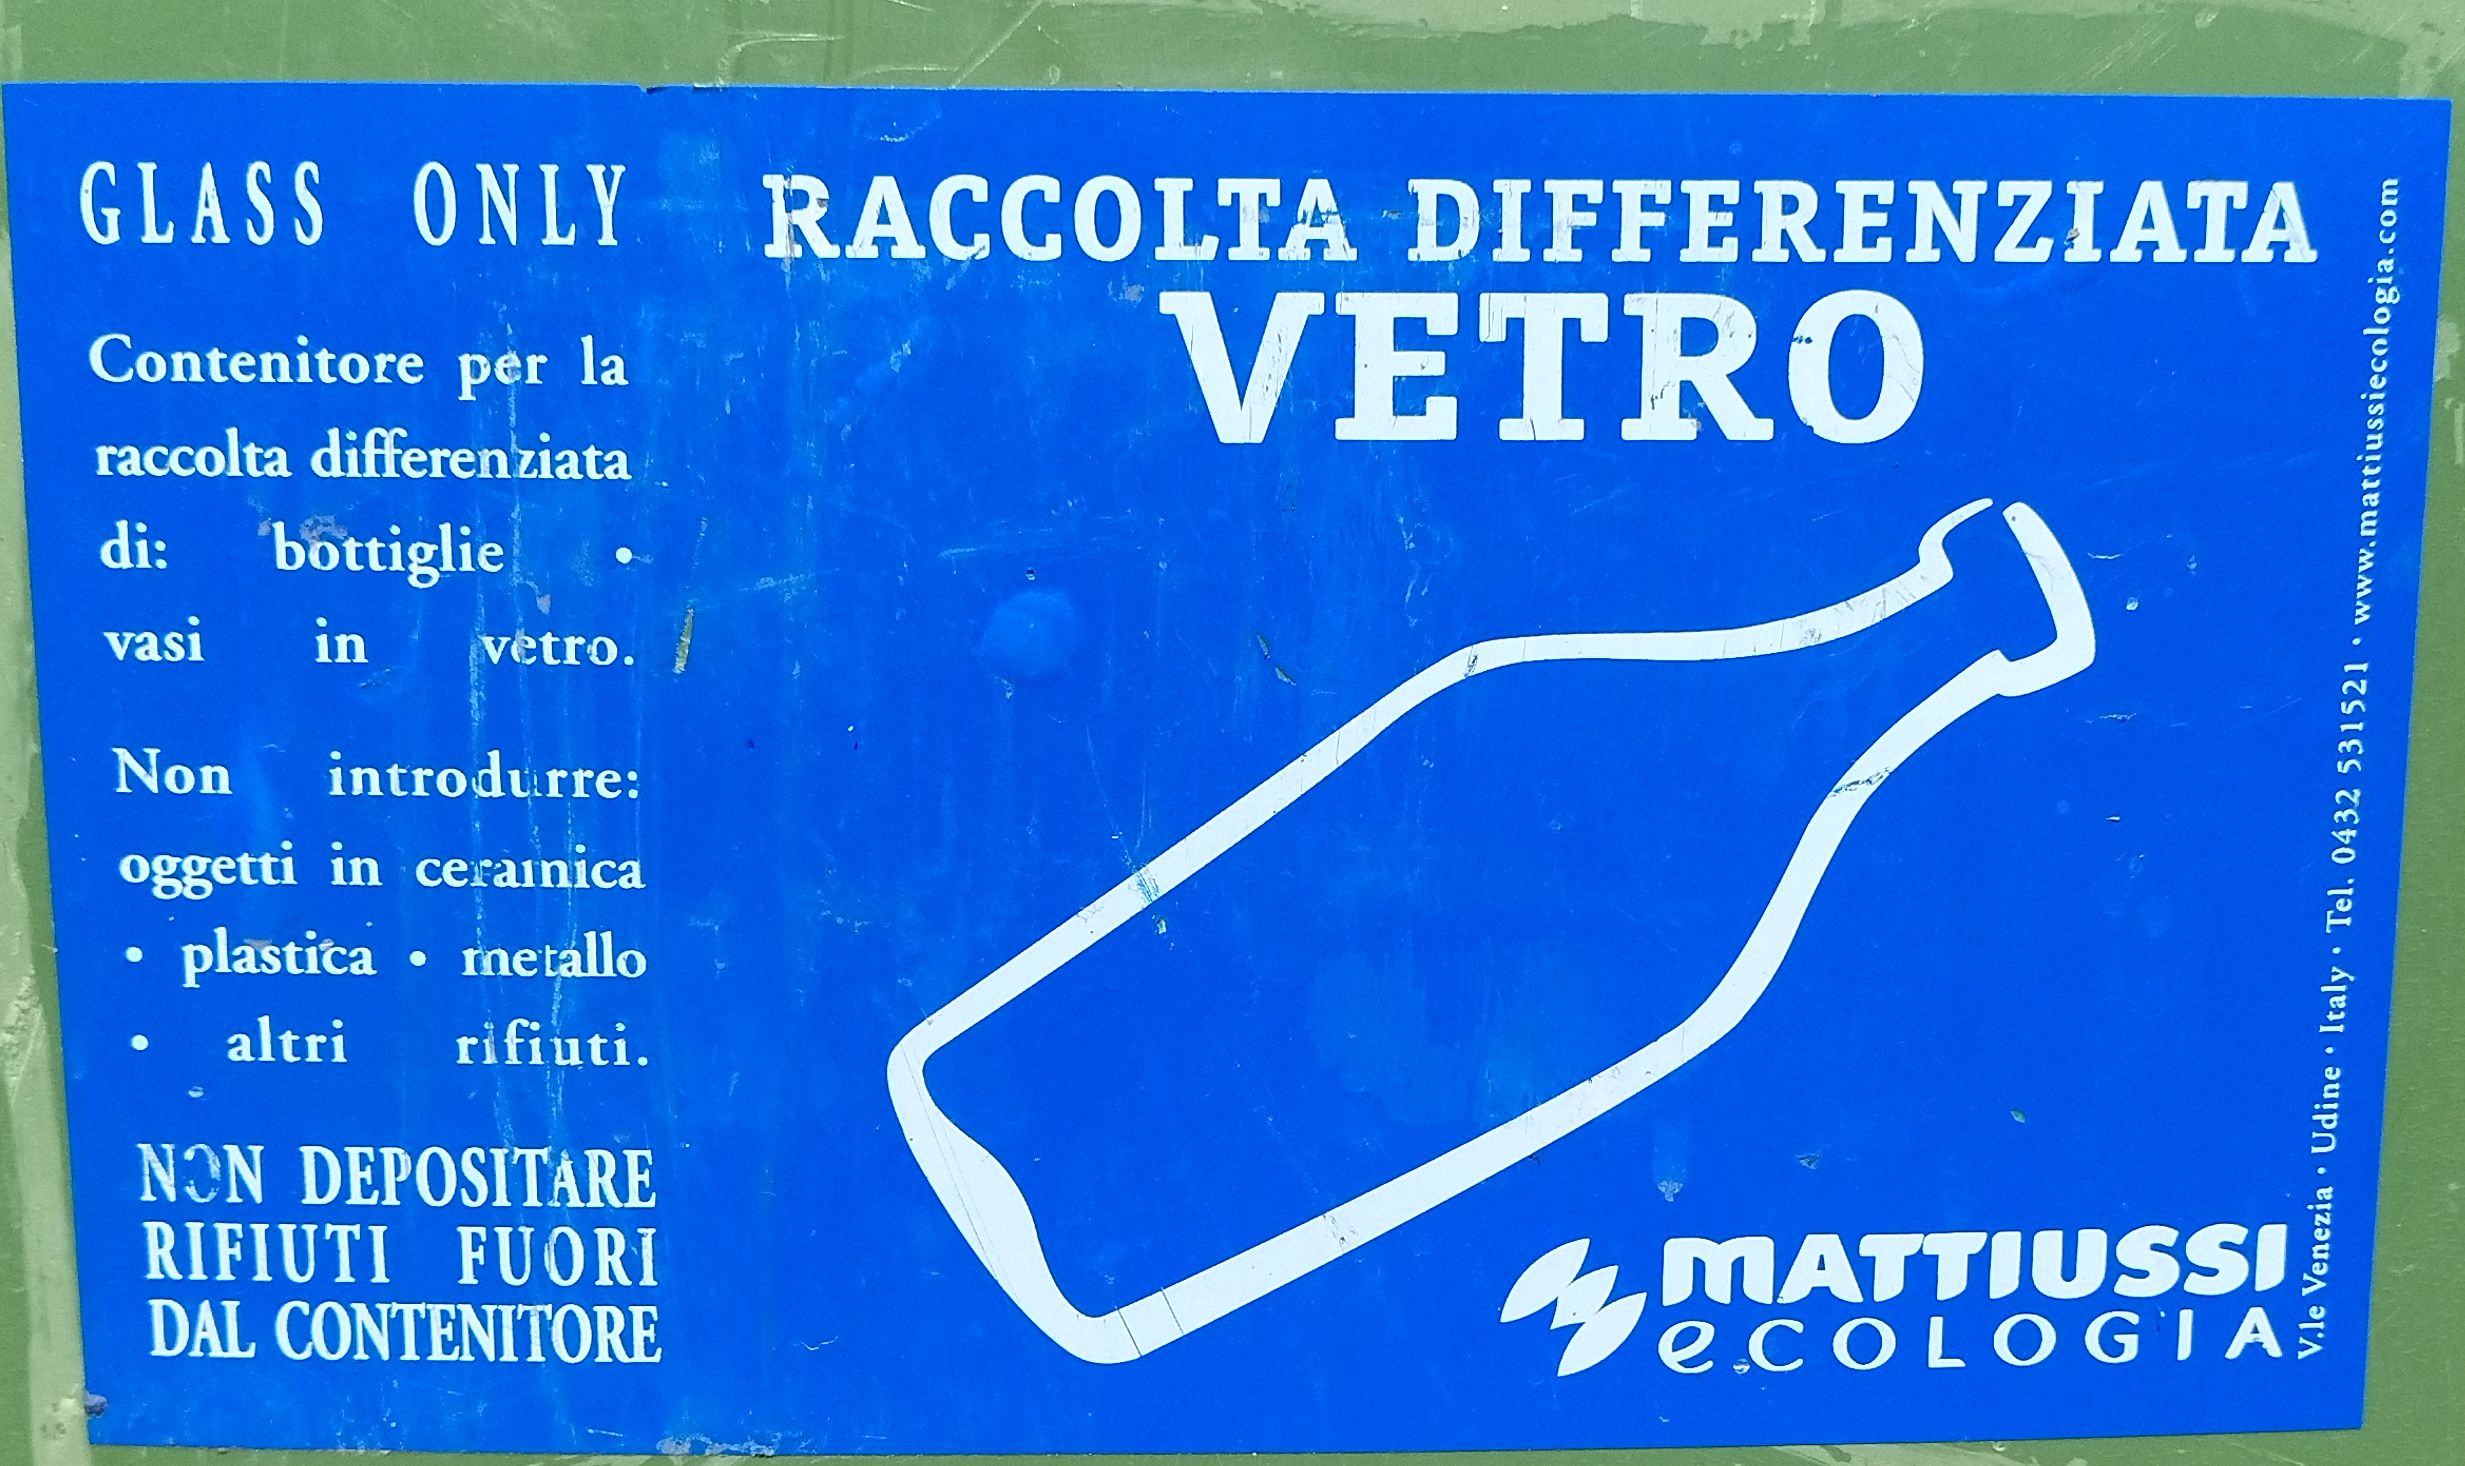 GLASS ONLY
Contenitore per la
raccolta differenziata
di: bottiglie •
vasi in vetro.
Non introdurre:
oggetti in ceramica
• plastica • metallo
• altri rifiuti.
NON DEPOSITARE
RIFIUTI FUORI
DAL CONTENITORE
RACCOLTA DIFFERENZIATA
VETRO
MATTIUSSI
eCOLOGIA
V.le Venezia • Udine • Italy • Tel. 0432 531521 • www.mattiussiecologia.com